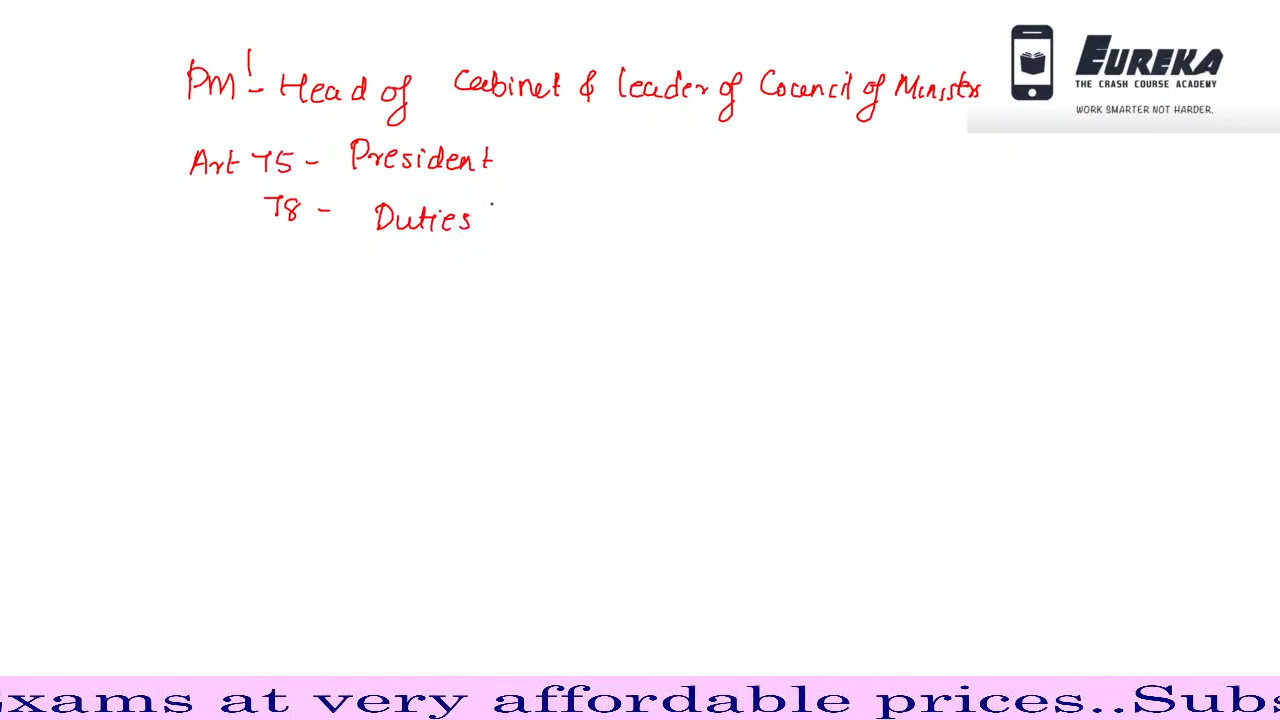 PM!- Head of Cabinet & leader of Council of Ministers
EUREKA
THE CRASH COURSE ACADEMY
WORK SMARTER NOT HARDER.
Art 75 - President
78 - Duties
Exams at very affordable prices..Subs